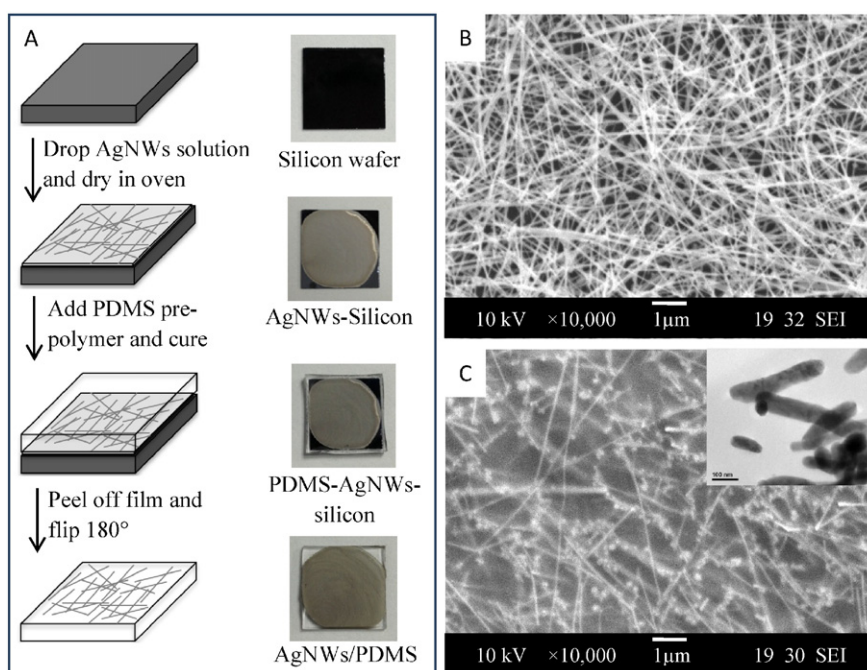 A
Silicon wafer
Drop AgNWs solution
and dry in oven
AgNWs-Silicon
Add PDMS pre-
polymer and cure
PDMS-AgNWs-
silicon
Peel off film and
flip 180°
AgNWs/PDMS
B
10 kV ×10,000 1μm 19 32 SEI
C
100 nm
10 kV ×10,000 1μm 19 30 SEI